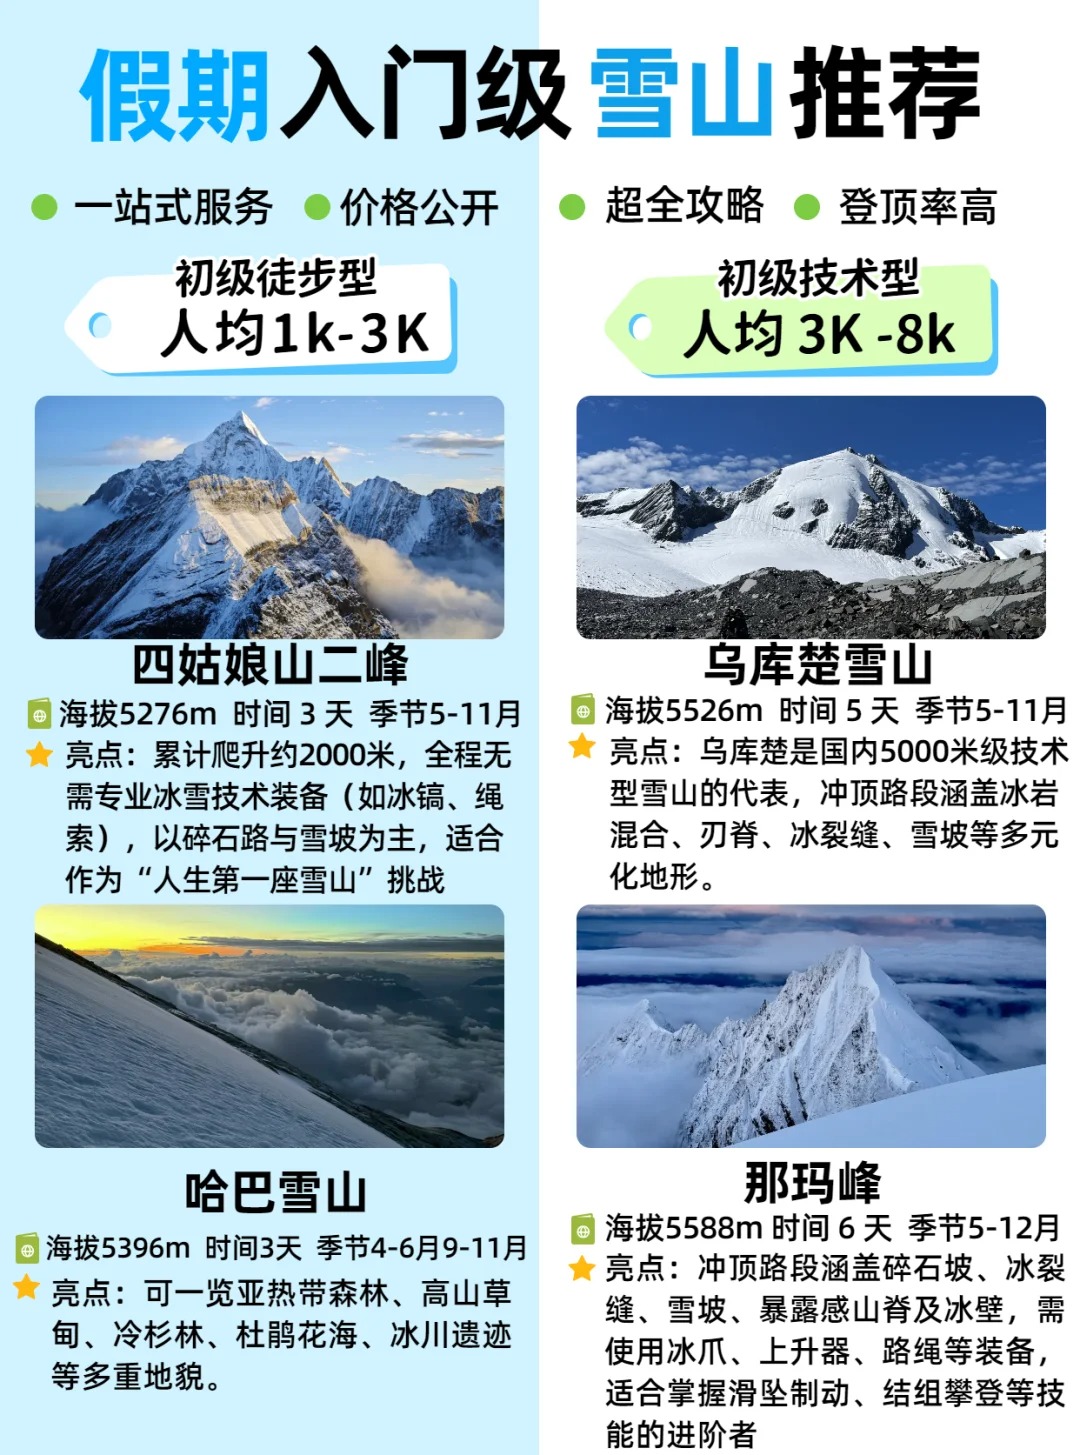 假期入门级雪山推荐
一站式服务 价格公开 超全攻略 登顶率高
初级徒步型
人均1k-3K
四姑娘山二峰
海拔5276m 时间 3 天 季节5-11月
亮点：累计爬升约2000米，全程无
需专业冰雪技术装备（如冰镐、绳
索），以碎石路与雪坡为主，适合
作为“人生第一座雪山”挑战
哈巴雪山
海拔5396m 时间3天 季节4-6月9-11月
亮点：可一览亚热带森林、高山草
甸、冷杉林、杜鹃花海、冰川遗迹
等多重地貌。
初级技术型
人均 3K -8k
乌库楚雪山
海拔5526m 时间 5 天 季节5-11月
亮点：乌库楚是国内5000米级技术
型雪山的代表，冲顶路段涵盖冰岩
混合、刃脊、冰裂缝、雪坡等多元
化地形。
那玛峰
海拔5588m 时间 6 天 季节5-12月
亮点：冲顶路段涵盖碎石坡、冰裂
缝、雪坡、暴露感山脊及冰壁，需
使用冰爪、上升器、路绳等装备，
适合掌握滑坠制动、结组攀登等技
能的进阶者